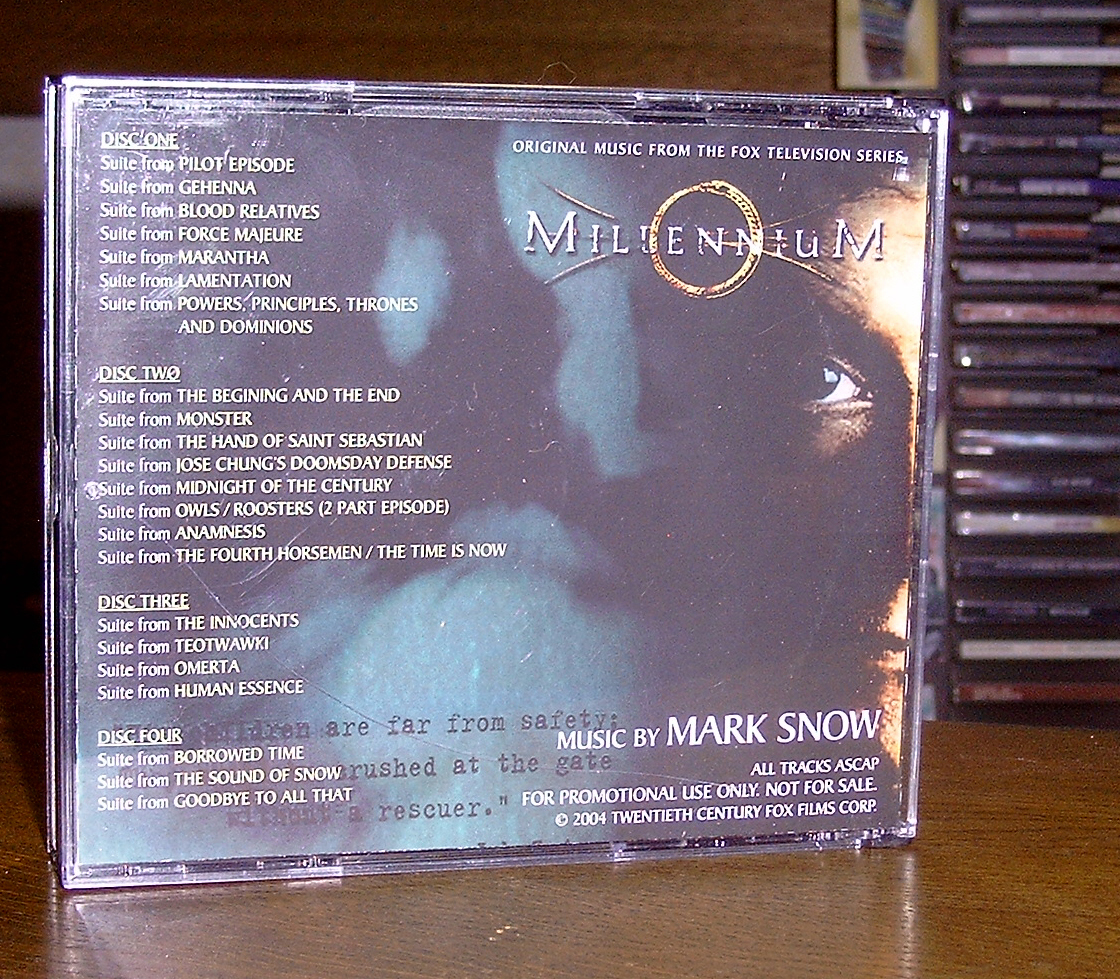 DISC ONE
Suite from PILOT EPISODE
Suite from GEHENNA
Suite from BLOOD RELATIVES
Suite from FORCE MAJEURE
Suite from MARANTHA
Suite from LAMENTATION
Suite from POWERS, PRINCIPLES, THRONES
AND DOMINIONS
DISC TWO
Suite from THE BEGINING AND THE END
Suite from MONSTER
Suite from THE HAND OF SAINT SEBASTIAN
Suite from JOSE CHUNG'S DOOMSDAY DEFENSE
Suite from MIDNIGHT OF THE CENTURY
Suite from OWLS / ROOSTERS (2 PART EPISODE)
Suite from ANAMNESIS
Suite from THE FOURTH HORSEMEN / THE TIME IS NOW
DISC THREE
Suite from THE INNOCENTS
Suite from TEOTWAWKI
Suite from OMERTA
Suite from HUMAN ESSENCE
DISC FOUR
Suite from BORROWED TIME
Suite from THE SOUND OF SNOW
Suite from GOODBYE TO ALL THAT
ORIGINAL MUSIC FROM THE FOX TELEVISION SERIES
MILLENNIUM
children are far from safety;
crushed at the gate
without a rescuer."
MUSIC BY MARK SNOW
ALL TRACKS ASCAP
FOR PROMOTIONAL USE ONLY. NOT FOR SALE.
© 2004 TWENTIETH CENTURY FOX FILMS CORP.